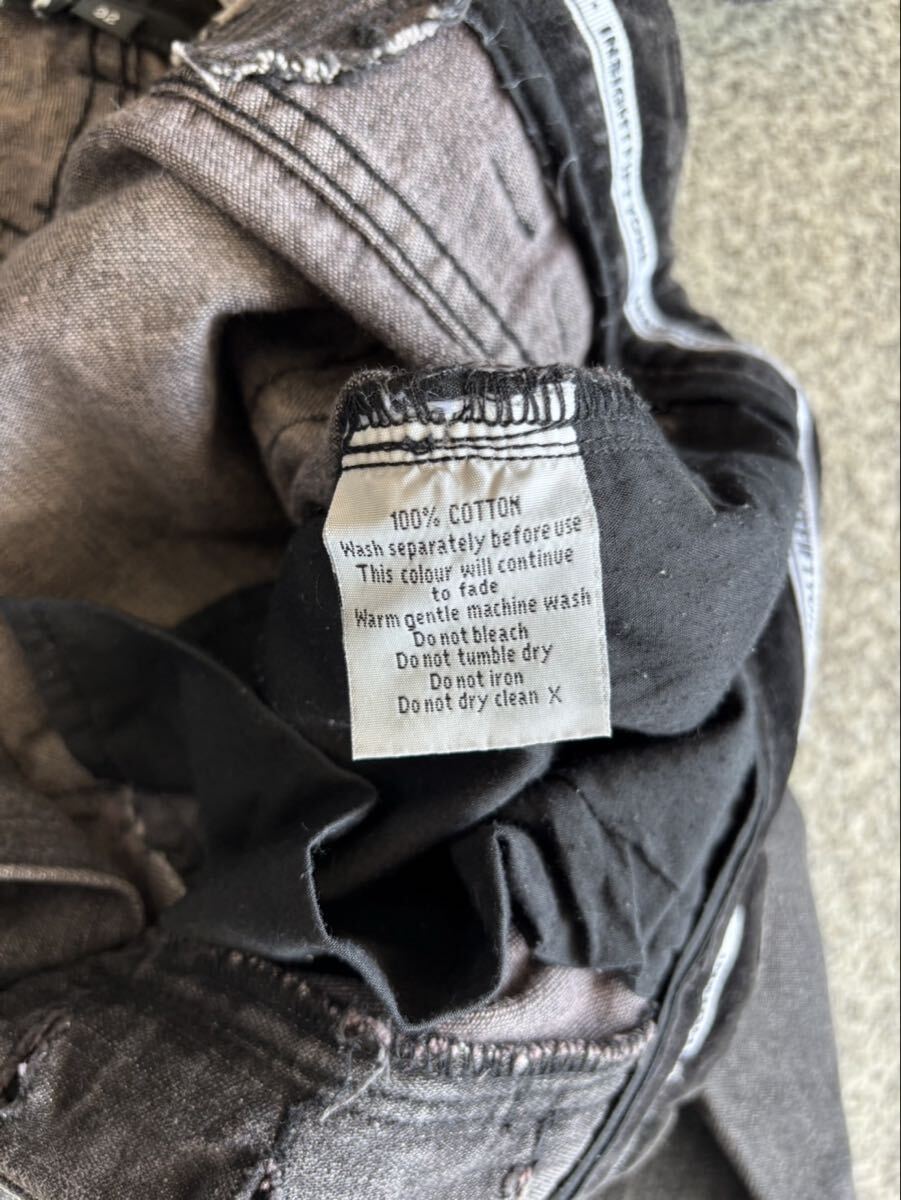 100% COTTON
Wash separately before use
This colour will continue
to fade
Warm gentle machine wash
Do not bleach
Do not tumble dry
Do not iron
Do not dry clean X